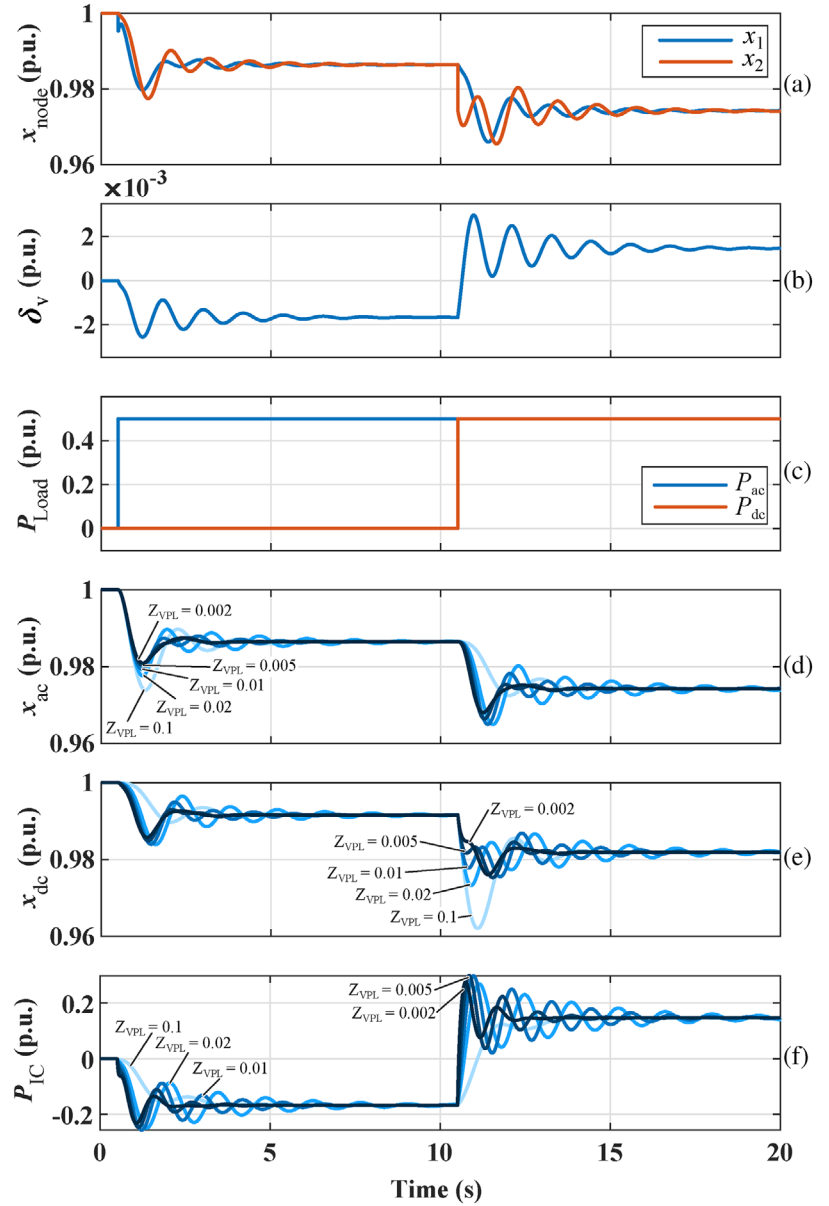 1
0.98
0.96
x_node (p.u.)
x_1
x_2
(a)
×10^-3
2
0
-2
δ_v (p.u.)
(b)
0.4
0.2
0
P_Load (p.u.)
P_ac
P_dc
(c)
1
0.98
0.96
x_ac (p.u.)
Z_VPL = 0.002
Z_VPL = 0.005
Z_VPL = 0.01
Z_VPL = 0.02
Z_VPL = 0.1
(d)
1
0.98
0.96
x_dc (p.u.)
Z_VPL = 0.002
Z_VPL = 0.005
Z_VPL = 0.01
Z_VPL = 0.02
Z_VPL = 0.1
(e)
0.2
0
-0.2
P_IC (p.u.)
Z_VPL = 0.1
Z_VPL = 0.02
Z_VPL = 0.01
Z_VPL = 0.005
Z_VPL = 0.002
(f)
0 5 10 15 20
Time (s)